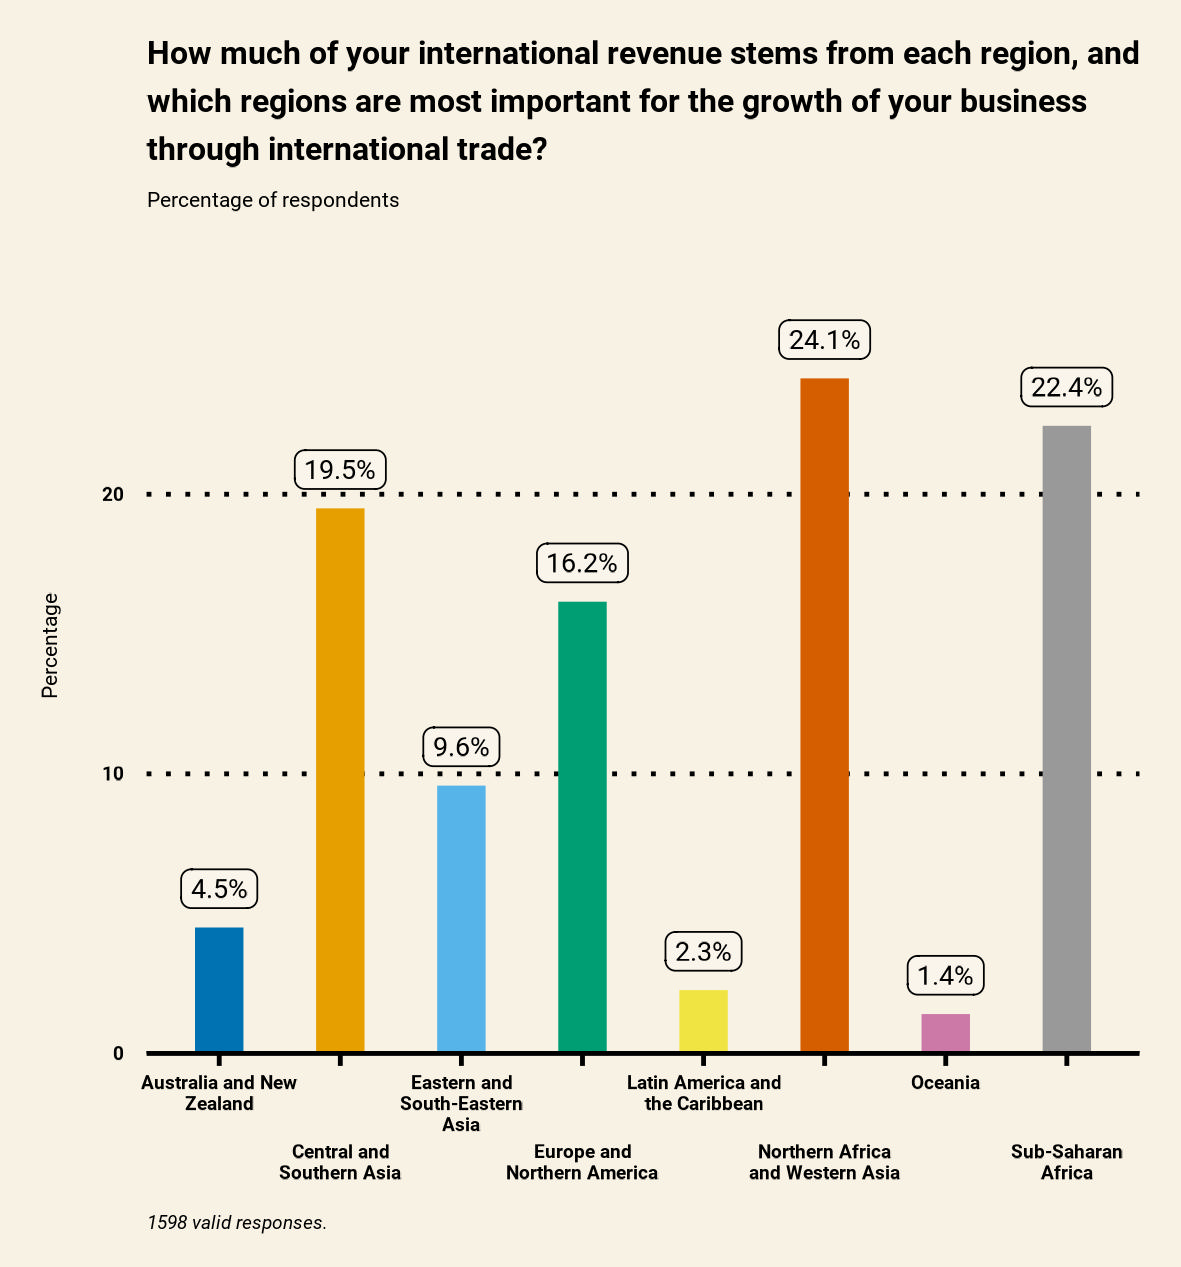 How much of your international revenue stems from each region, and
which regions are most important for the growth of your business
through international trade?
Percentage of respondents
24.1%
22.4%
19.5%
20
16.2%
Percentage
9.6%
10
4.5%
2.3%
1.4%
0
Australia and New
Zealand
Central and
Southern Asia
Eastern and
South-Eastern
Asia
Europe and
Northern America
Latin America and
the Caribbean
Northern Africa
and Western Asia
Oceania
Sub-Saharan
Africa
1598 valid responses.